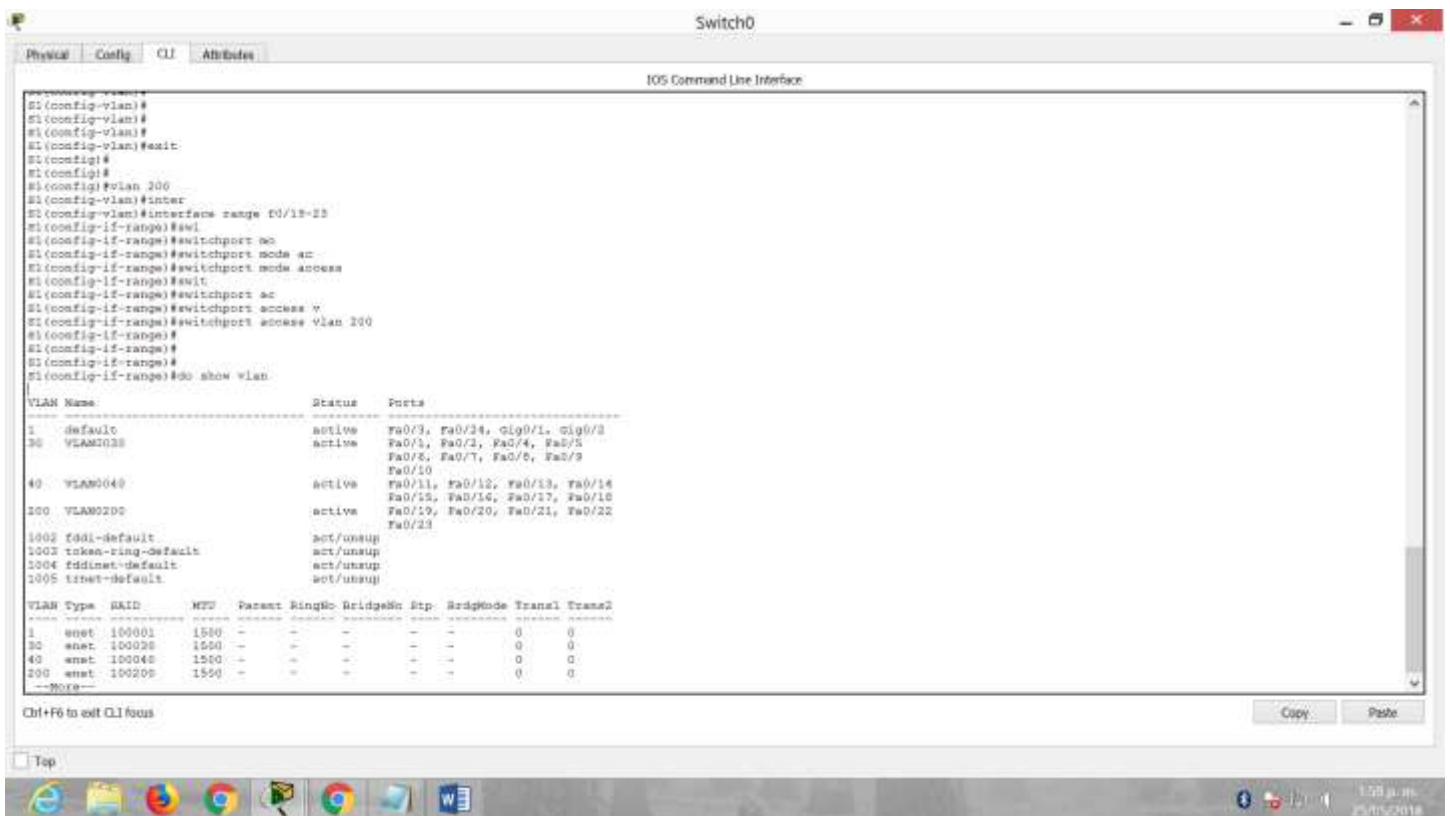 Switch0
Physical Config CLI Attributes
IOS Command Line Interface
S1(config-vlan)#
S1(config-vlan)#
S1(config-vlan)#
S1(config-vlan)#exit
S1(config)#
S1(config)#
S1(config)#vlan 200
S1(config-vlan)#inter
S1(config-vlan)#interface range f0/19-23
S1(config-if-range)#swi
S1(config-if-range)#switchport mo
S1(config-if-range)#switchport mode ac
S1(config-if-range)#switchport mode access
S1(config-if-range)#swit
S1(config-if-range)#switchport ac
S1(config-if-range)#switchport access v
S1(config-if-range)#switchport access vlan 200
S1(config-if-range)#
S1(config-if-range)#
S1(config-if-range)#
S1(config-if-range)#do show vlan
VLAN Name Status Ports
---- -------------------------------- --------- -------------------------------
1 default active Fa0/3, Fa0/24, Gig0/1, Gig0/2
30 VLAN0030 active Fa0/1, Fa0/2, Fa0/4, Fa0/5
Fa0/6, Fa0/7, Fa0/8, Fa0/9
Fa0/10
40 VLAN0040 active Fa0/11, Fa0/12, Fa0/13, Fa0/14
Fa0/15, Fa0/16, Fa0/17, Fa0/18
200 VLAN0200 active Fa0/19, Fa0/20, Fa0/21, Fa0/22
Fa0/23
1002 fddi-default act/unsup
1003 token-ring-default act/unsup
1004 fddinet-default act/unsup
1005 trnet-default act/unsup
VLAN Type SAID MTU Parent RingNo BridgeNo Stp BrdgMode Trans1 Trans2
---- ----- ---------- ----- ------ ------ -------- ---- -------- ------ ------
1 enet 100001 1500 - - - - - 0 0
30 enet 100030 1500 - - - - - 0 0
40 enet 100040 1500 - - - - - 0 0
200 enet 100200 1500 - - - - - 0 0
--More--
Ctrl+F6 to exit CLI focus
Copy Paste
Top
1:59 p. m.
25/05/2018